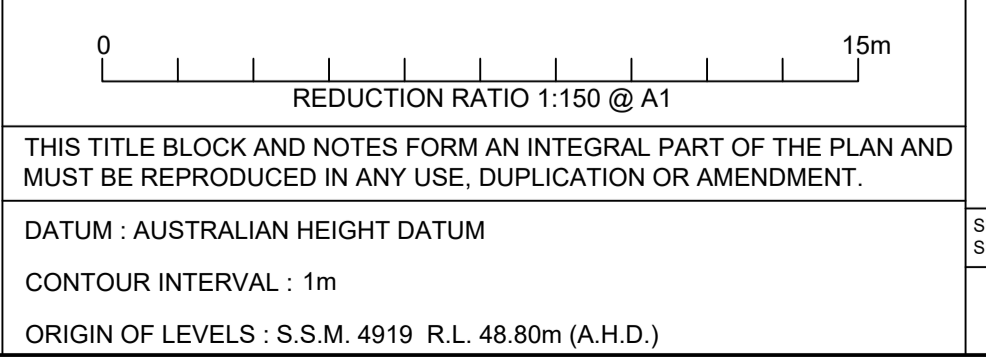 0 15m
REDUCTION RATIO 1:150 @ A1
THIS TITLE BLOCK AND NOTES FORM AN INTEGRAL PART OF THE PLAN AND
MUST BE REPRODUCED IN ANY USE, DUPLICATION OR AMENDMENT.
DATUM : AUSTRALIAN HEIGHT DATUM
S
S
CONTOUR INTERVAL : 1m
ORIGIN OF LEVELS : S.S.M. 4919 R.L. 48.80m (A.H.D.)